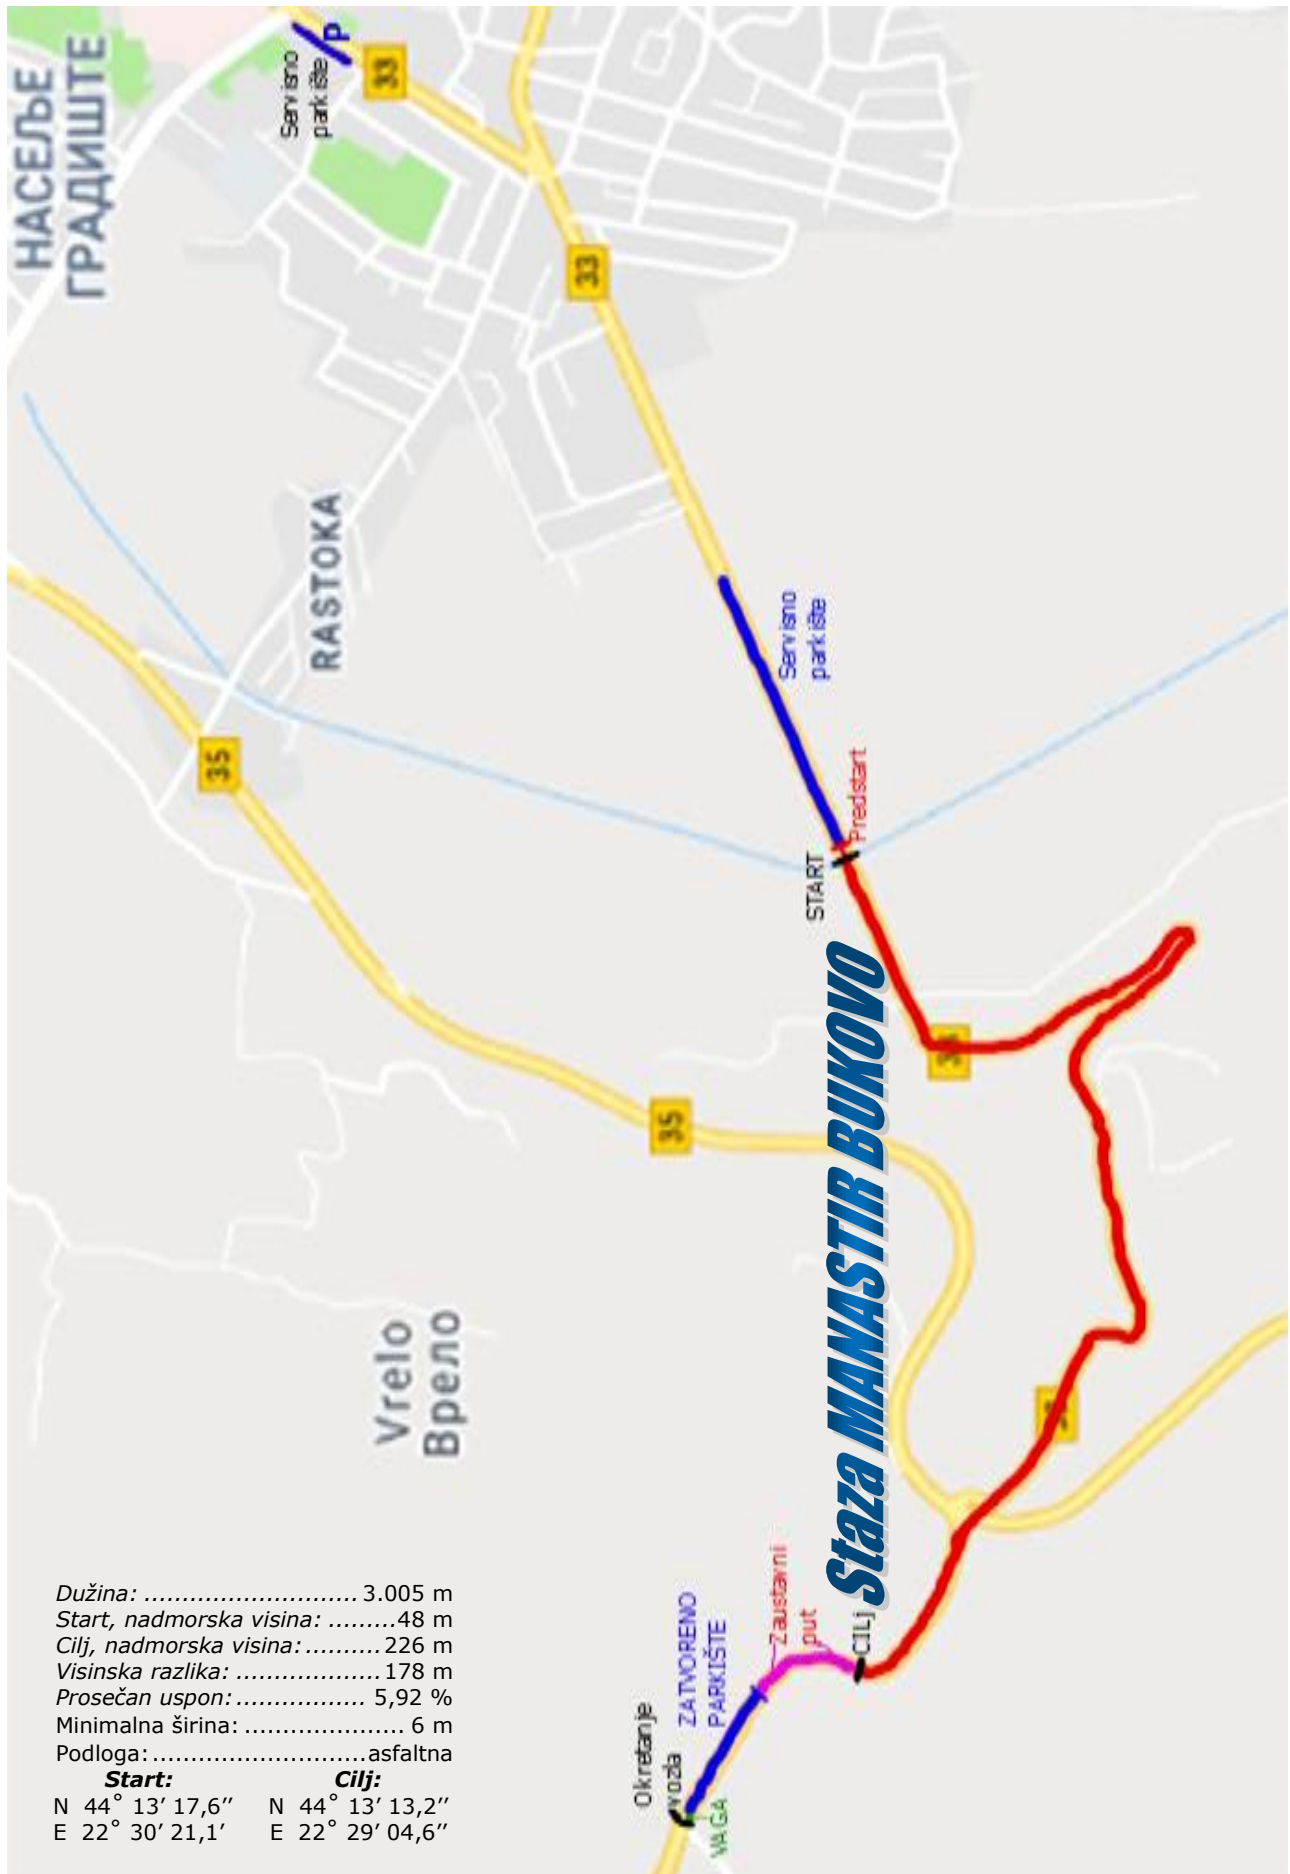 НАСЕЉЕ
ГРАДИШТЕ
Servisno
parkište
P
33
33
RASTOKA
35
Servisno
parkište
Predstart
START
35
Staza MANASTIR BUKOVO
Vrelo
Врело
Zaustavni
put
CILj
ZATVORENO
PARKIŠTE
Okretanje
vozla
VAGA
Dužina: ............................ 3.005 m
Start, nadmorska visina: .........48 m
Cilj, nadmorska visina: .......... 226 m
Visinska razlika: .................. 178 m
Prosečan uspon: ................ 5,92 %
Minimalna širina: ..................... 6 m
Podloga: ............................ asfaltna
Start: Cilj:
N 44° 13′ 17,6′′ N 44° 13′ 13,2′′
E 22° 30′ 21,1′ E 22° 29′ 04,6′′